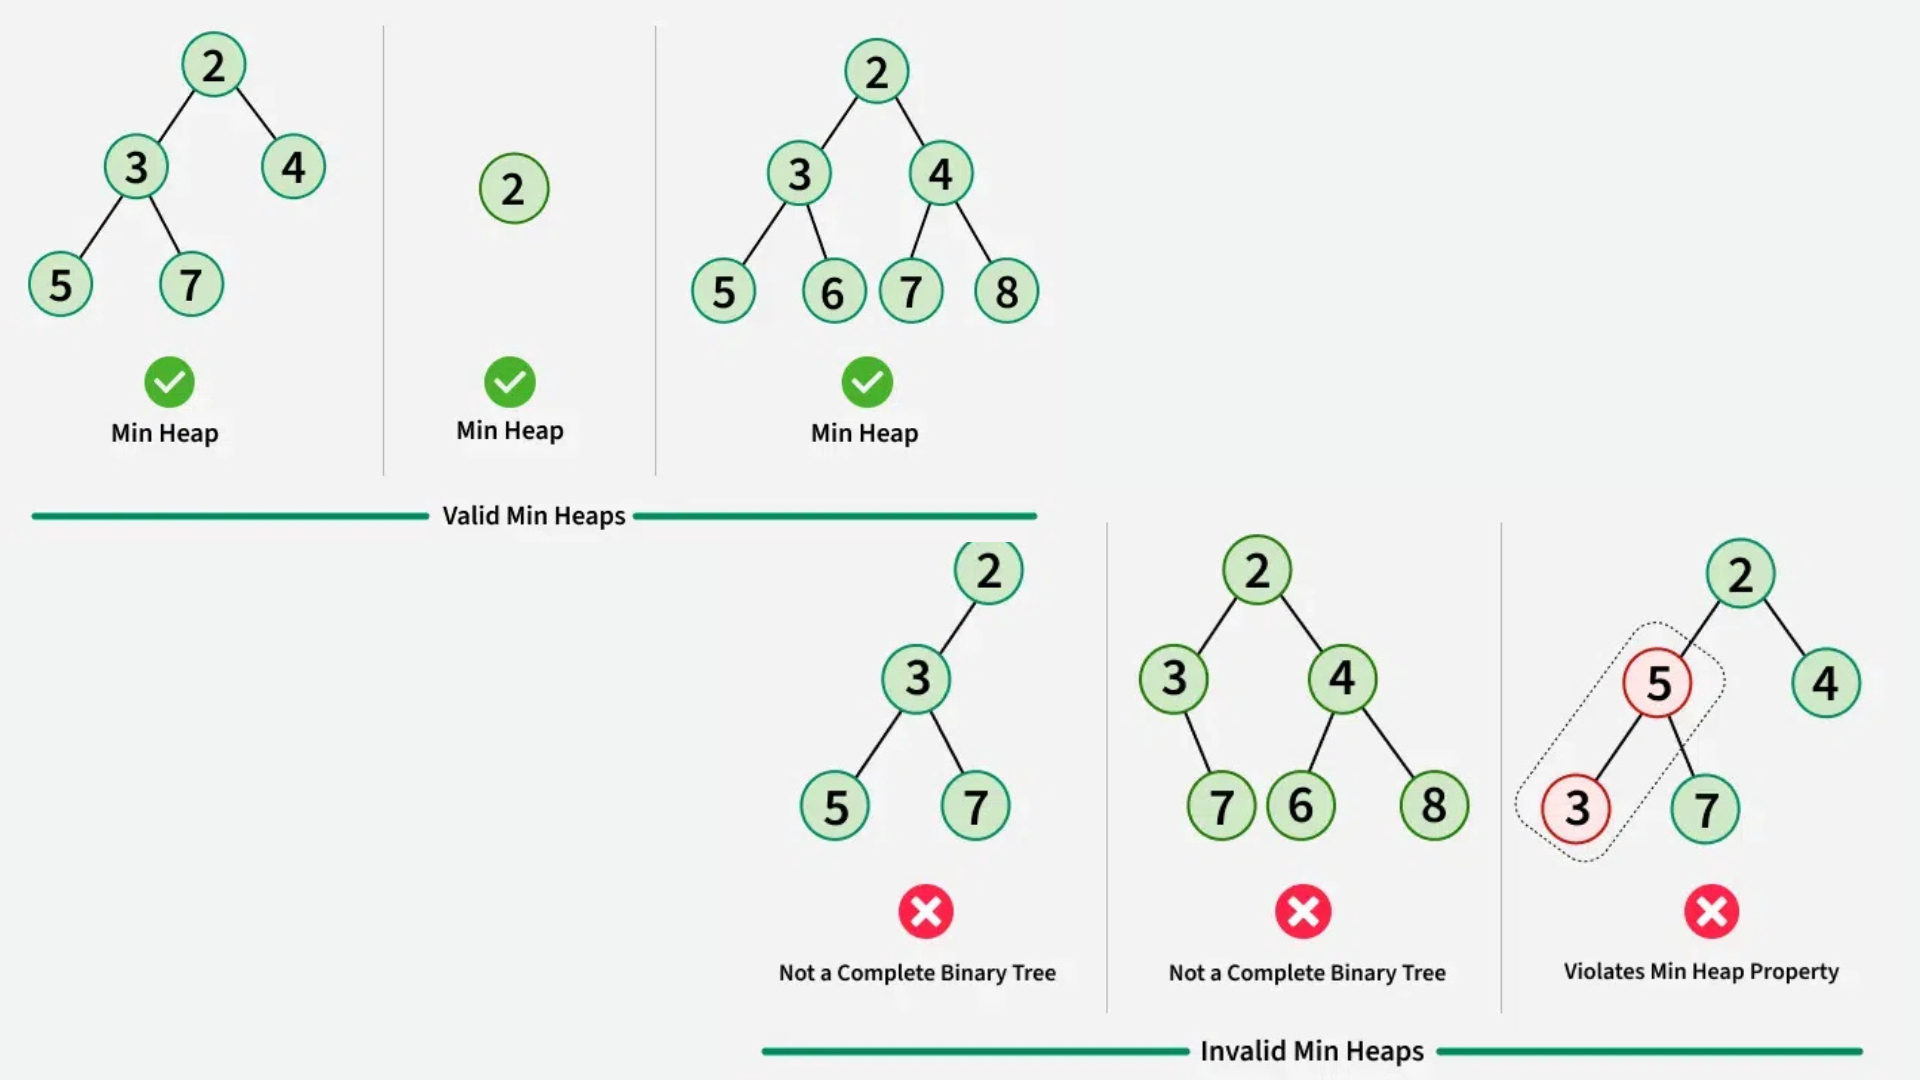 2
3 4
5 7
Min Heap
2
Min Heap
2
3 4
5 6 7 8
Min Heap
Valid Min Heaps
2
3
5 7
Not a Complete Binary Tree
2
3 4
7 6 8
Not a Complete Binary Tree
2
5 4
3 7
Violates Min Heap Property
Invalid Min Heaps